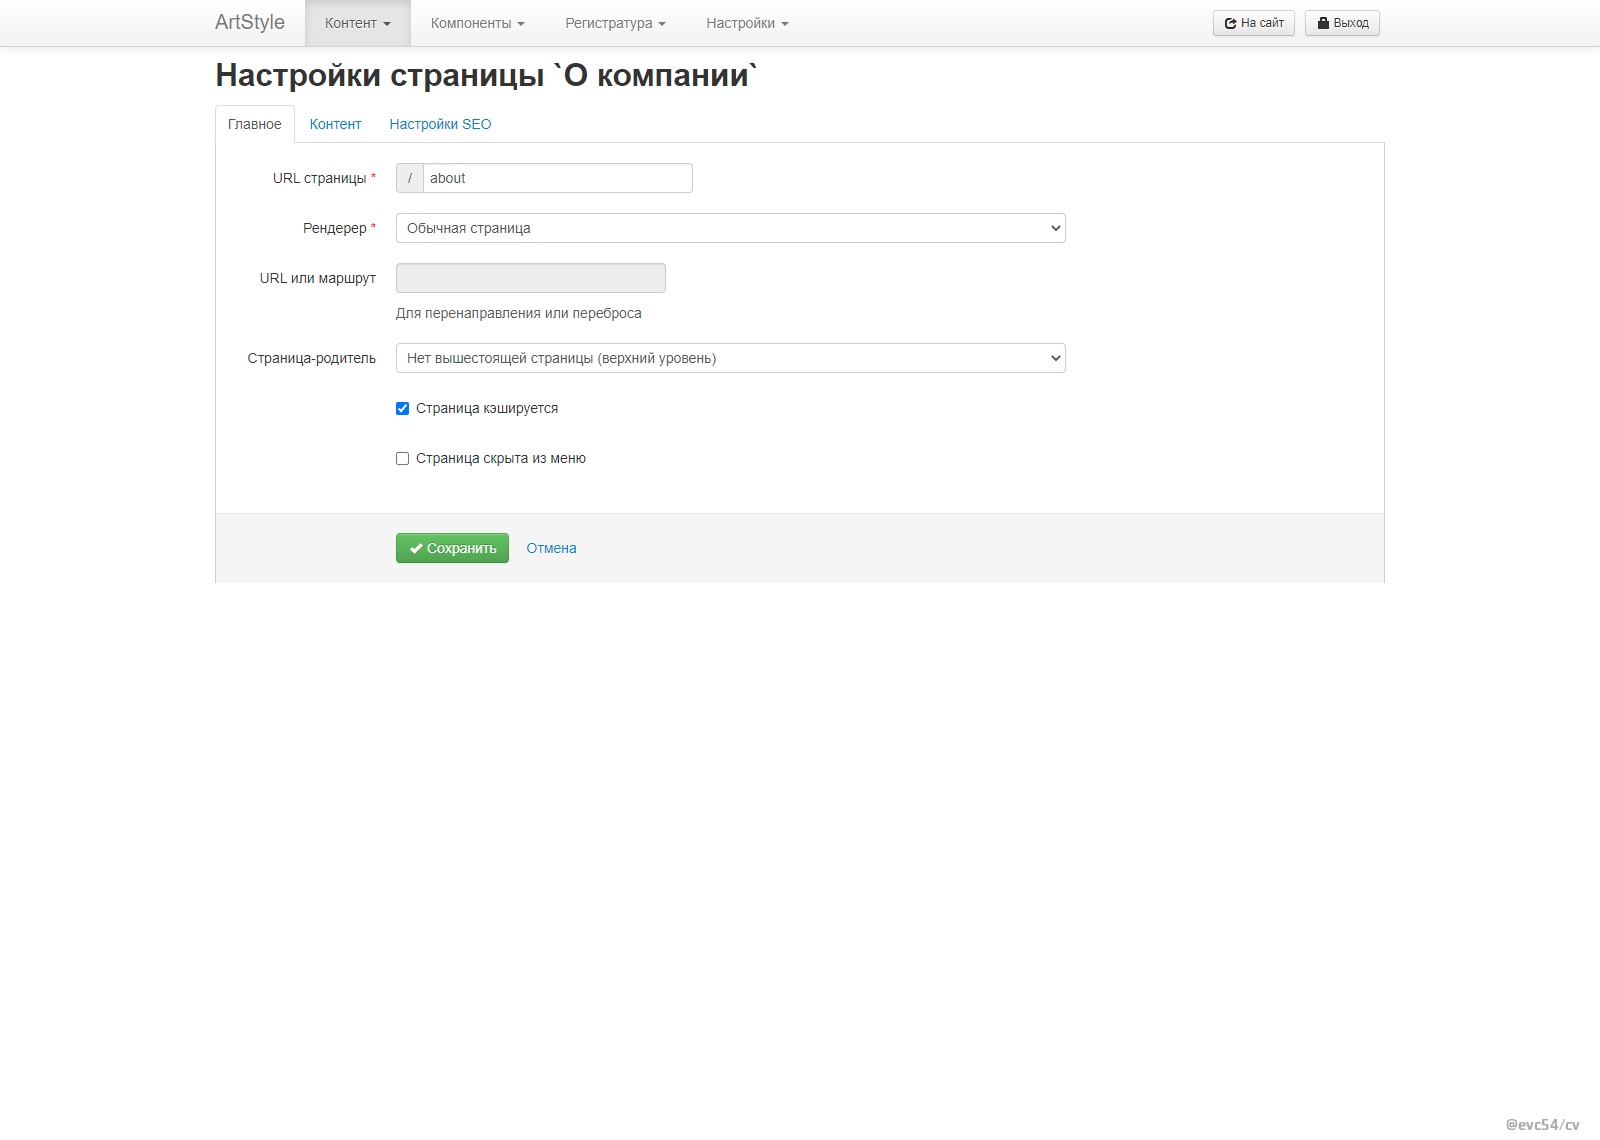 ArtStyle Контент Компоненты Регистратура Настройки На сайт Выход
Настройки страницы `О компании`
Главное Контент Настройки SEO
URL страницы * / about
Рендерер * Обычная страница
URL или маршрут
Для перенаправления или переброса
Страница-родитель Нет вышестоящей страницы (верхний уровень)
Страница кэшируется
Страница скрыта из меню
Сохранить Отмена
@evc54/cv